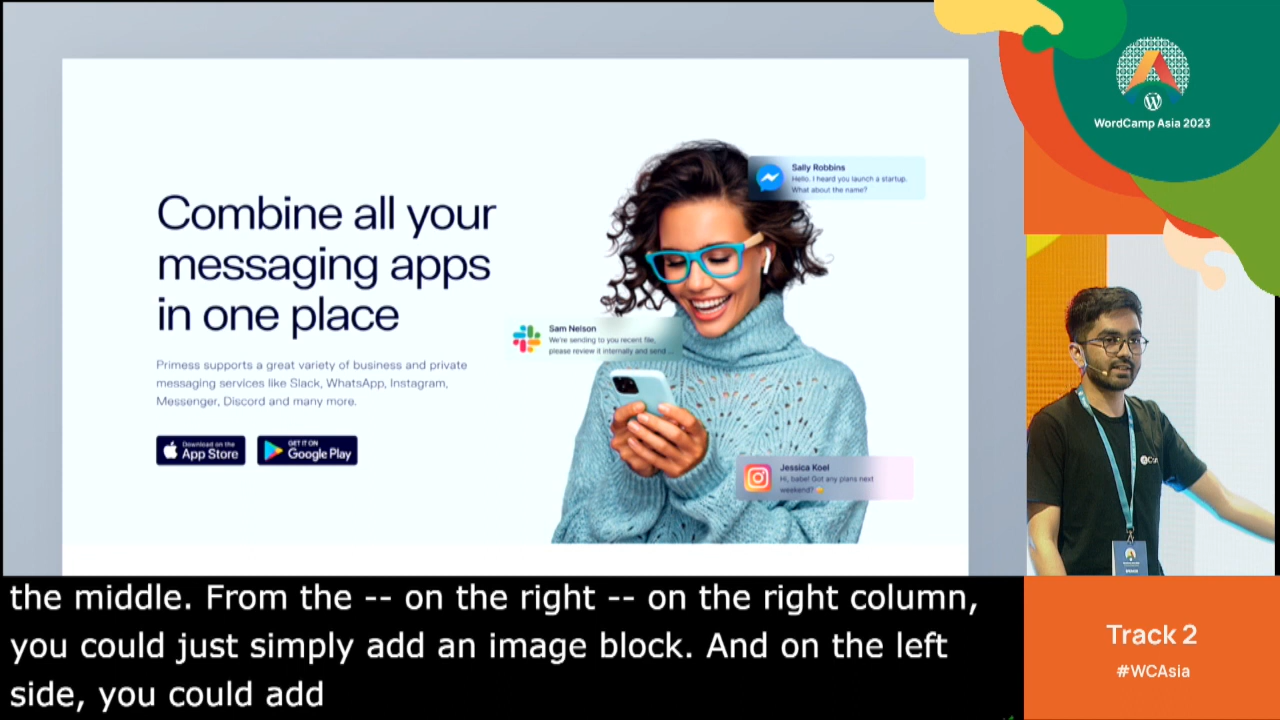 WordCamp Asia 2023
Combine all your
messaging apps
in one place
Primess supports a great variety of business and private
messaging services like Slack, WhatsApp, Instagram,
Messenger, Discord and many more.
Download on the
App Store
GET IT ON
Google Play
Sally Robbins
Hello. I heard you launch a startup.
What about the name?
Sam Nelson
We're sending to you recent file,
please review it internally and send ...
Jessica Koel
Hi, babe! Got any plans next
weekend? 😏
the middle. From the -- on the right -- on the right column,
you could just simply add an image block. And on the left
side, you could add
Track 2
#WCAsia